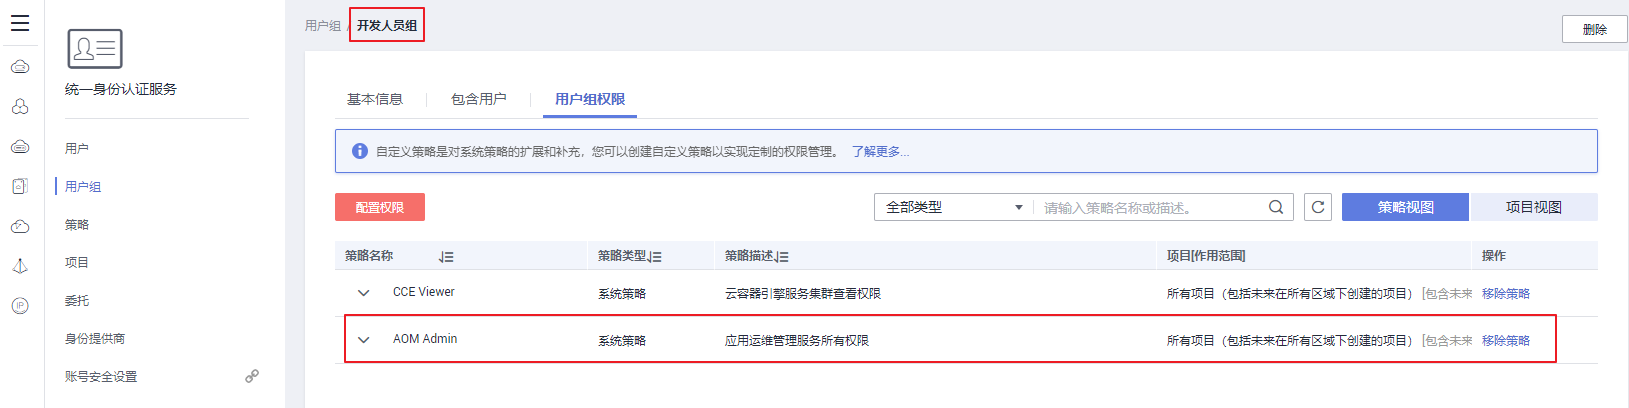 用户组 / 开发人员组
删除
统一身份认证服务
基本信息
包含用户
用户组权限
自定义策略是对系统策略的扩展和补充，您可以创建自定义策略以实现定制的权限管理。 了解更多...
用户
用户组
策略
项目
委托
身份提供商
账号安全设置
IP
配置权限
全部类型
请输入策略名称或描述。
策略视图
项目视图
策略名称 策略类型 策略描述 项目[作用范围] 操作
CCE Viewer 系统策略 云容器引擎服务集群查看权限 所有项目（包括未来在所有区域下创建的项目） [包含未来 移除策略
AOM Admin 系统策略 应用运维管理服务所有权限 所有项目（包括未来在所有区域下创建的项目） [包含未来 移除策略